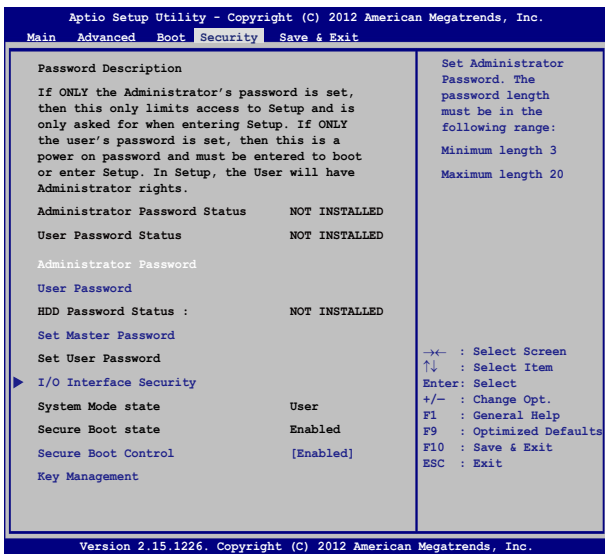 Aptio Setup Utility - Copyright (C) 2012 American Megatrends, Inc.
Main Advanced Boot Security Save & Exit
Password Description
If ONLY the Administrator's password is set,
then this only limits access to Setup and is
only asked for when entering Setup. If ONLY
the user's password is set, then this is a
power on password and must be entered to boot
or enter Setup. In Setup, the User will have
Administrator rights.
Administrator Password Status NOT INSTALLED
User Password Status NOT INSTALLED
Administrator Password
User Password
HDD Password Status : NOT INSTALLED
Set Master Password
Set User Password
I/O Interface Security
System Mode state User
Secure Boot state Enabled
Secure Boot Control [Enabled]
Key Management
Set Administrator
Password. The
password length
must be in the
following range:
Minimum length 3
Maximum length 20
→← : Select Screen
↑↓ : Select Item
Enter: Select
+/— : Change Opt.
F1 : General Help
F9 : Optimized Defaults
F10 : Save & Exit
ESC : Exit
Version 2.15.1226. Copyright (C) 2012 American Megatrends, Inc.